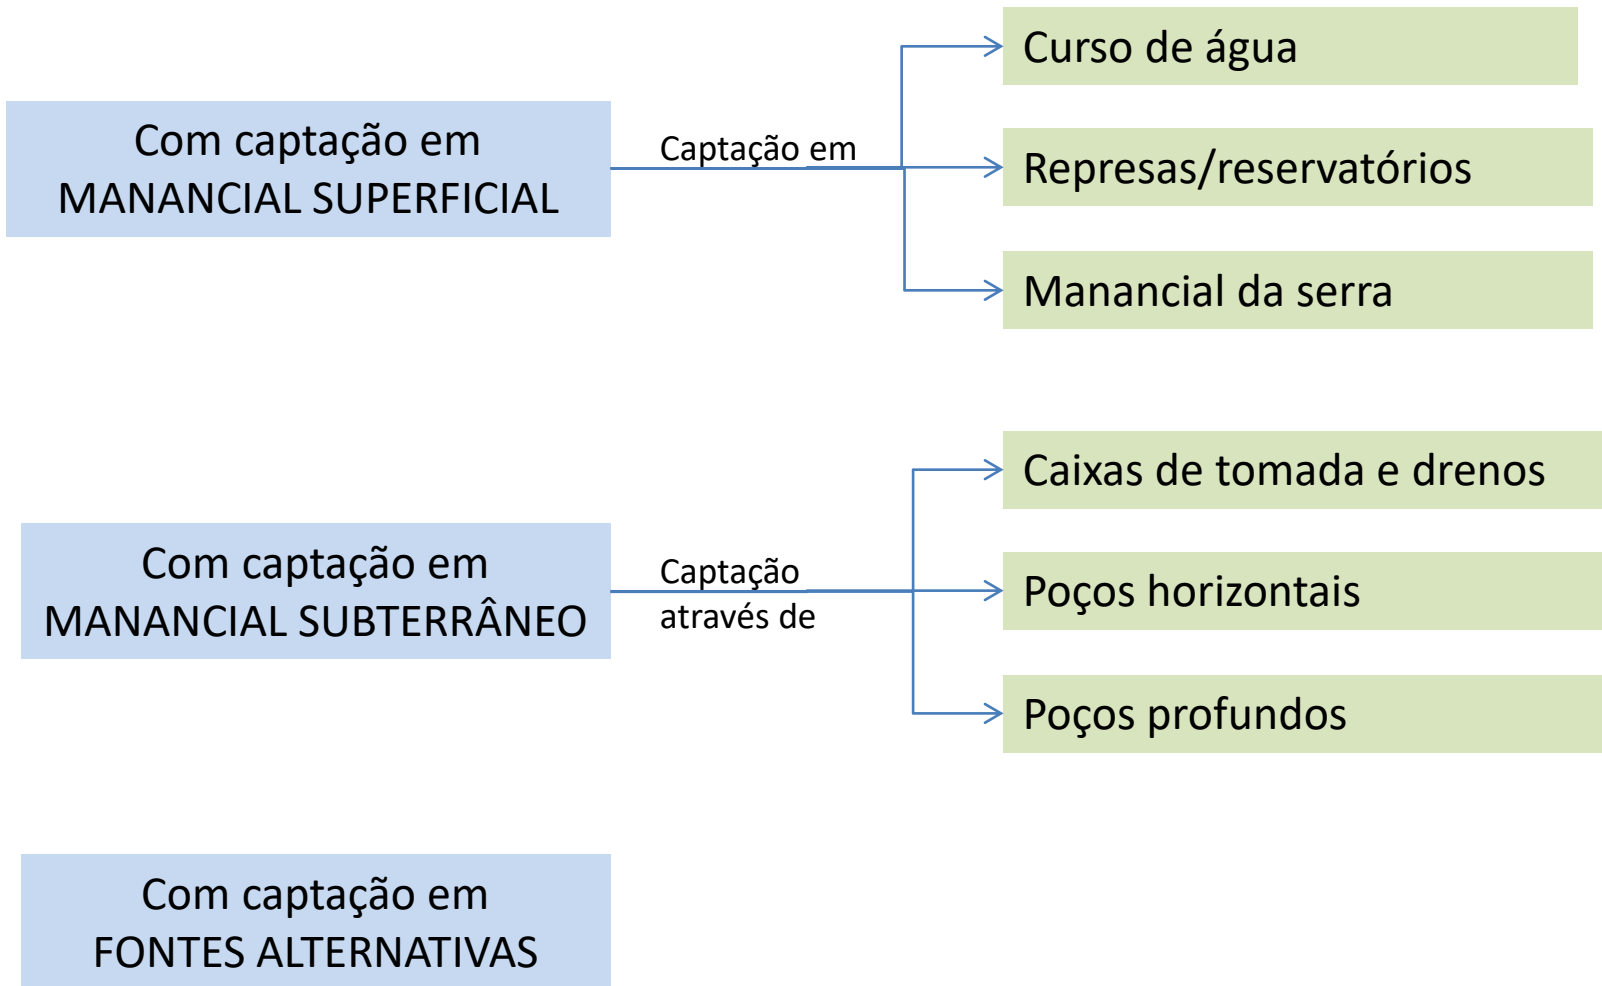 Com captação em
MANANCIAL SUPERFICIAL
Captação em
Curso de água
Represas/reservatórios
Manancial da serra
Com captação em
MANANCIAL SUBTERRÂNEO
Captação
através de
Caixas de tomada e drenos
Poços horizontais
Poços profundos
Com captação em
FONTES ALTERNATIVAS